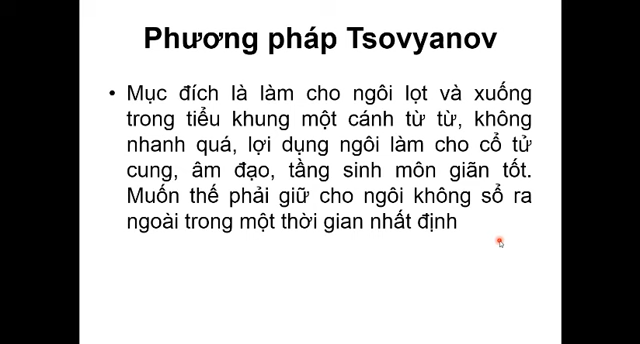 Phương pháp Tsovyanov
• Mục đích là làm cho ngôi lọt và xuống
trong tiểu khung một cánh từ từ, không
nhanh quá, lợi dụng ngôi làm cho cổ tử
cung, âm đạo, tầng sinh môn giãn tốt.
Muốn thế phải giữ cho ngôi không sổ ra
ngoài trong một thời gian nhất định